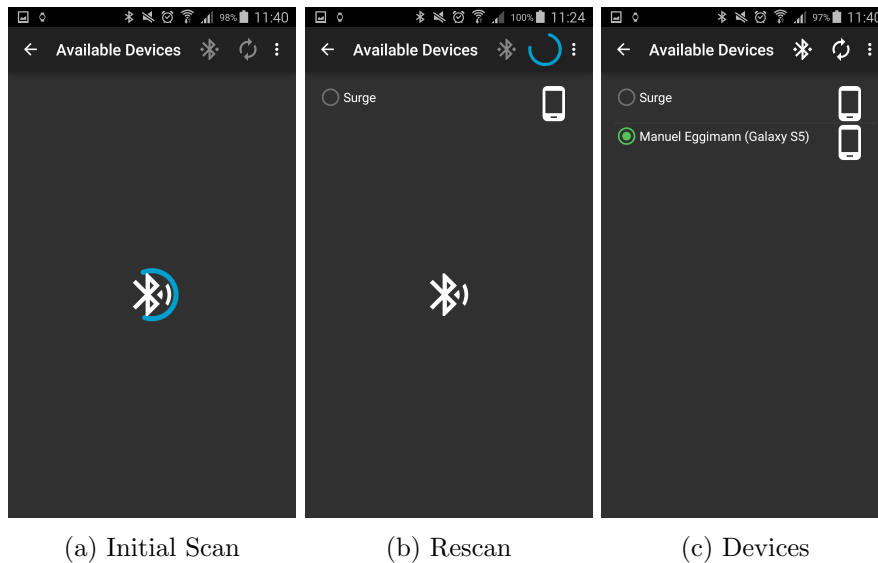 98% 11:40
Available Devices
(a) Initial Scan
100% 11:24
Available Devices
Surge
(b) Rescan
97% 11:40
Available Devices
Surge
Manuel Eggimann (Galaxy S5)
(c) Devices